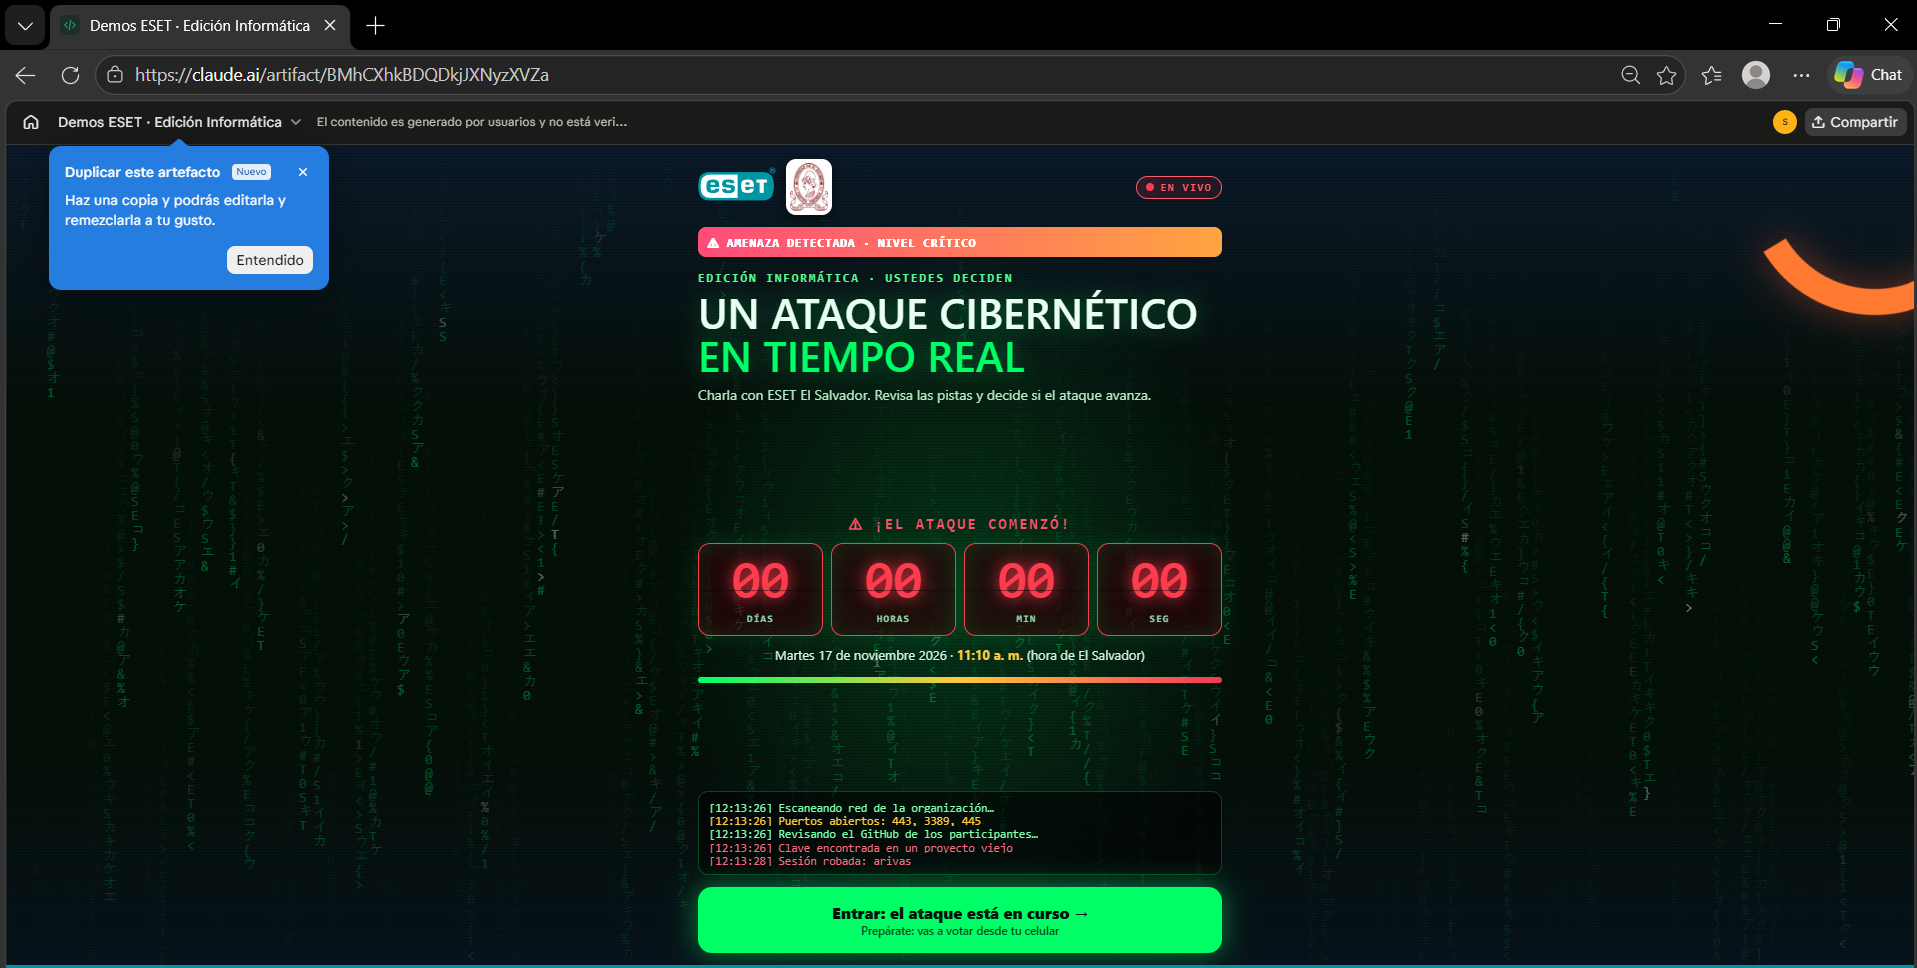 Demos ESET · Edición Informática
https://claude.ai/artifact/BMhCXhkBDQDkjJXNyzXVZa
Chat
Demos ESET · Edición Informática
El contenido es generado por usuarios y no está veri...
S
Compartir
Duplicar este artefacto Nuevo
Haz una copia y podrás editarla y
remezclarla a tu gusto.
Entendido
eseT
EN VIVO
AMENAZA DETECTADA · NIVEL CRÍTICO
EDICIÓN INFORMÁTICA · USTEDES DECIDEN
UN ATAQUE CIBERNÉTICO
EN TIEMPO REAL
Charla con ESET El Salvador. Revisa las pistas y decide si el ataque avanza.
⚠ ¡EL ATAQUE COMENZÓ!
00 00 00 00
DÍAS HORAS MIN SEG
Martes 17 de noviembre 2026 · 11:10 a. m. (hora de El Salvador)
[12:13:26] Escaneando red de la organización…
[12:13:26] Puertos abiertos: 443, 3389, 445
[12:13:26] Revisando el GitHub de los participantes…
[12:13:26] Clave encontrada en un proyecto viejo
[12:13:28] Sesión robada: arivas
Entrar: el ataque está en curso →
Prepárate: vas a votar desde tu celular